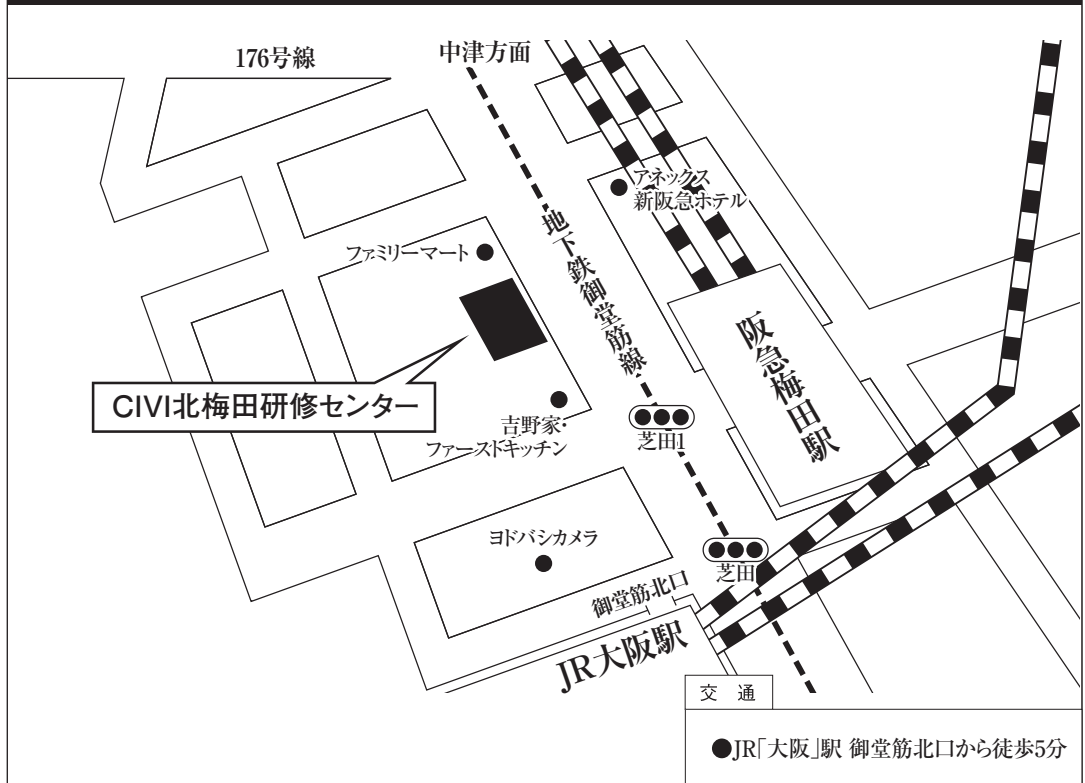 176号線
中津方面
アネックス
新阪急ホテル
ファミリーマート
地下鉄御堂筋線
阪急梅田駅
CIVI北梅田研修センター
吉野家・
ファーストキッチン
芝田1
ヨドバシカメラ
芝田
御堂筋北口
JR大阪駅
交 通
●JR「大阪」駅 御堂筋北口から徒歩5分